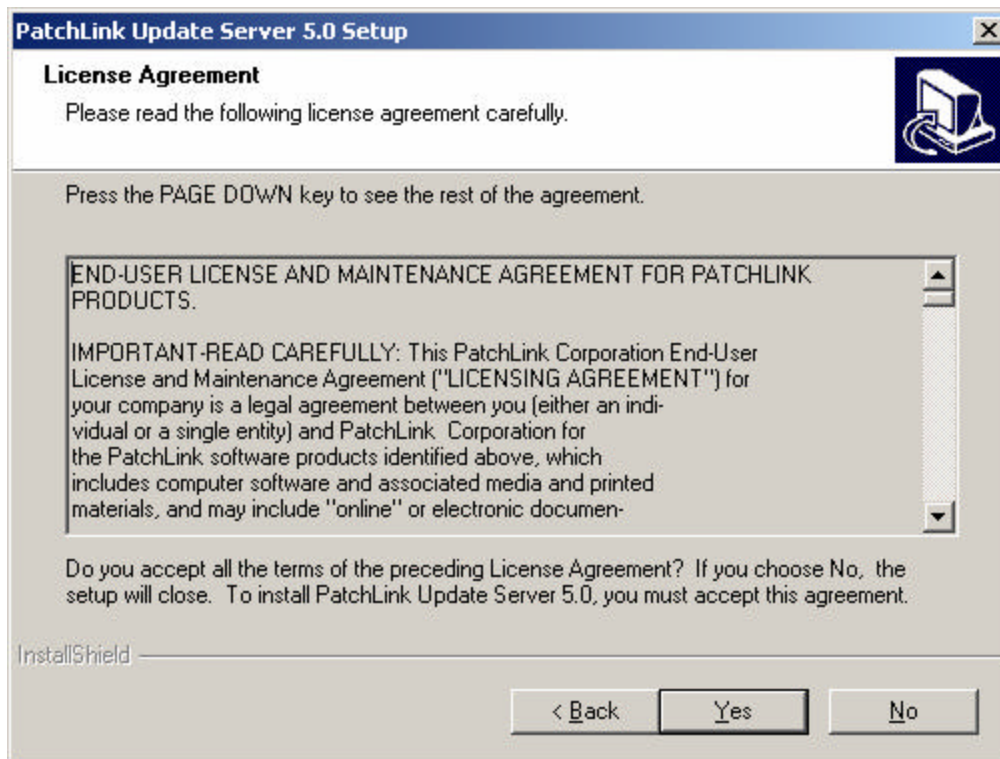 PatchLink Update Server 5.0 Setup
License Agreement
Please read the following license agreement carefully.
Press the PAGE DOWN key to see the rest of the agreement.
END-USER LICENSE AND MAINTENANCE AGREEMENT FOR PATCHLINK
PRODUCTS.
IMPORTANT-READ CAREFULLY: This PatchLink Corporation End-User
License and Maintenance Agreement ("LICENSING AGREEMENT") for
your company is a legal agreement between you (either an indi-
vidual or a single entity) and PatchLink  Corporation for
the PatchLink software products identified above, which
includes computer software and associated media and printed
materials, and may include "online" or electronic documen-
Do you accept all the terms of the preceding License Agreement?  If you choose No,  the
setup will close.  To install PatchLink Update Server 5.0, you must accept this agreement.
InstallShield
< Back Yes No